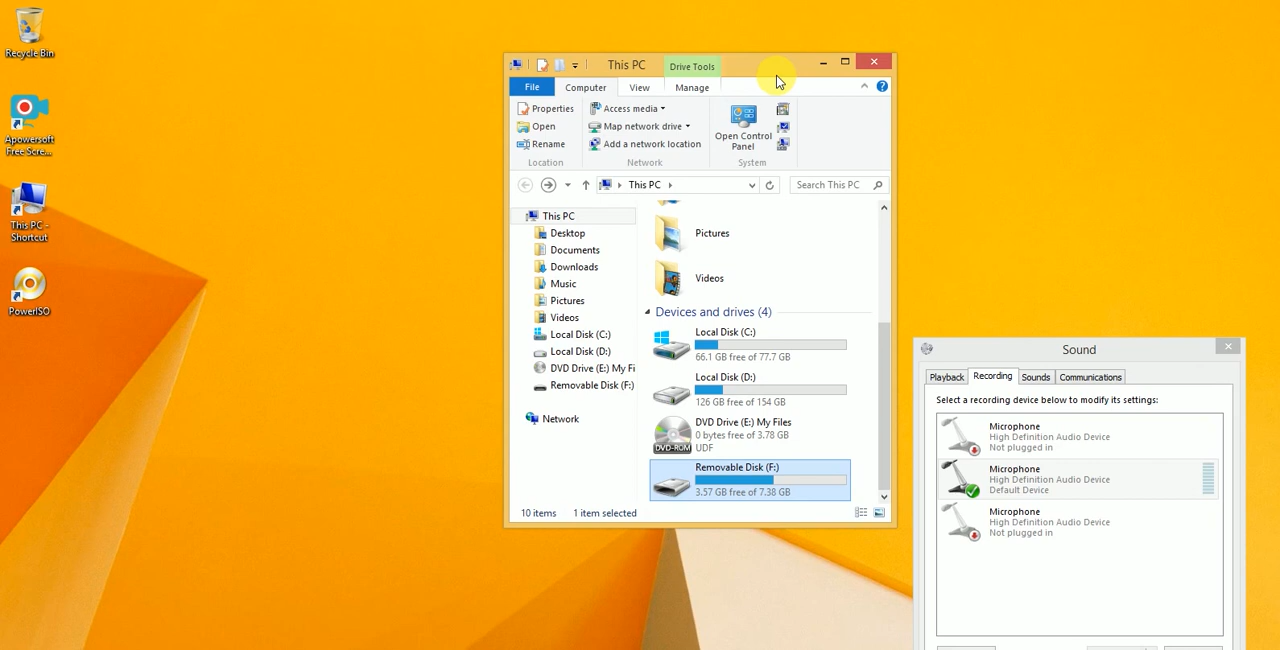 Recycle Bin
Apowersoft
Free Scre...
This PC -
Shortcut
PowerISO
This PC
Drive Tools
File
Computer
View
Manage
Properties
Open
Rename
Location
Access media
Map network drive
Add a network location
Network
Open Control
Panel
System
This PC
Search This PC
This PC
Desktop
Documents
Downloads
Music
Pictures
Videos
Local Disk (C:)
Local Disk (D:)
DVD Drive (E:) My Fi
Removable Disk (F:)
Network
Pictures
Videos
Devices and drives (4)
Local Disk (C:)
66.1 GB free of 77.7 GB
Local Disk (D:)
126 GB free of 154 GB
DVD-ROM
DVD Drive (E:) My Files
0 bytes free of 3.78 GB
UDF
Removable Disk (F:)
3.57 GB free of 7.38 GB
10 items
1 item selected
Sound
Playback
Recording
Sounds
Communications
Select a recording device below to modify its settings:
Microphone
High Definition Audio Device
Not plugged in
Microphone
High Definition Audio Device
Default Device
Microphone
High Definition Audio Device
Not plugged in